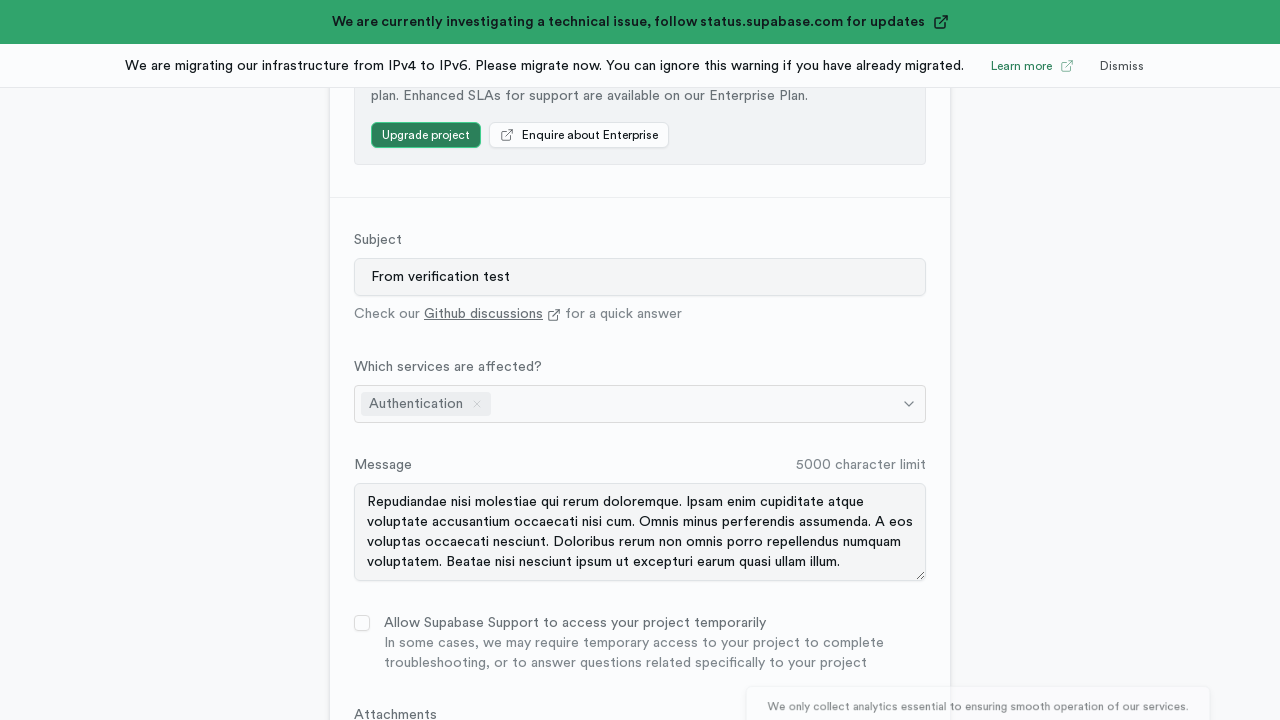 We are currently investigating a technical issue, follow status.supabase.com for updates
We are migrating our infrastructure from IPv4 to IPv6. Please migrate now. You can ignore this warning if you have already migrated. Learn more Dismiss
plan. Enhanced SLAs for support are available on our Enterprise Plan.
Upgrade project Enquire about Enterprise
Subject
From verification test
Check our Github discussions for a quick answer
Which services are affected?
Authentication
Message 5000 character limit
Repudiandae nisi molestiae qui rerum doloremque. Ipsam enim cupiditate atque
voluptate accusantium occaecati nisi cum. Omnis minus perferendis assumenda. A eos
voluptas occaecati nesciunt. Doloribus rerum non omnis porro repellendus numquam
voluptatem. Beatae nisi nesciunt ipsum ut excepturi earum quasi ullam illum.
Allow Supabase Support to access your project temporarily
In some cases, we may require temporary access to your project to complete
troubleshooting, or to answer questions related specifically to your project
Attachments
We only collect analytics essential to ensuring smooth operation of our services.